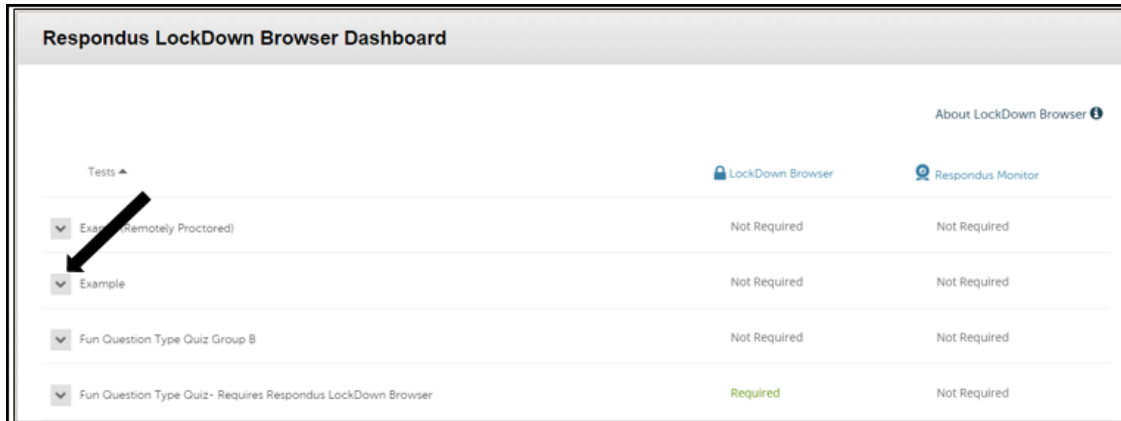 Respondus LockDown Browser Dashboard
About LockDown Browser
Tests LockDown Browser Respondus Monitor
(Remotely Proctored) Not Required Not Required
Example Not Required Not Required
Fun Question Type Quiz Group B Not Required Not Required
Fun Question Type Quiz- Requires Respondus LockDown Browser Required Not Required